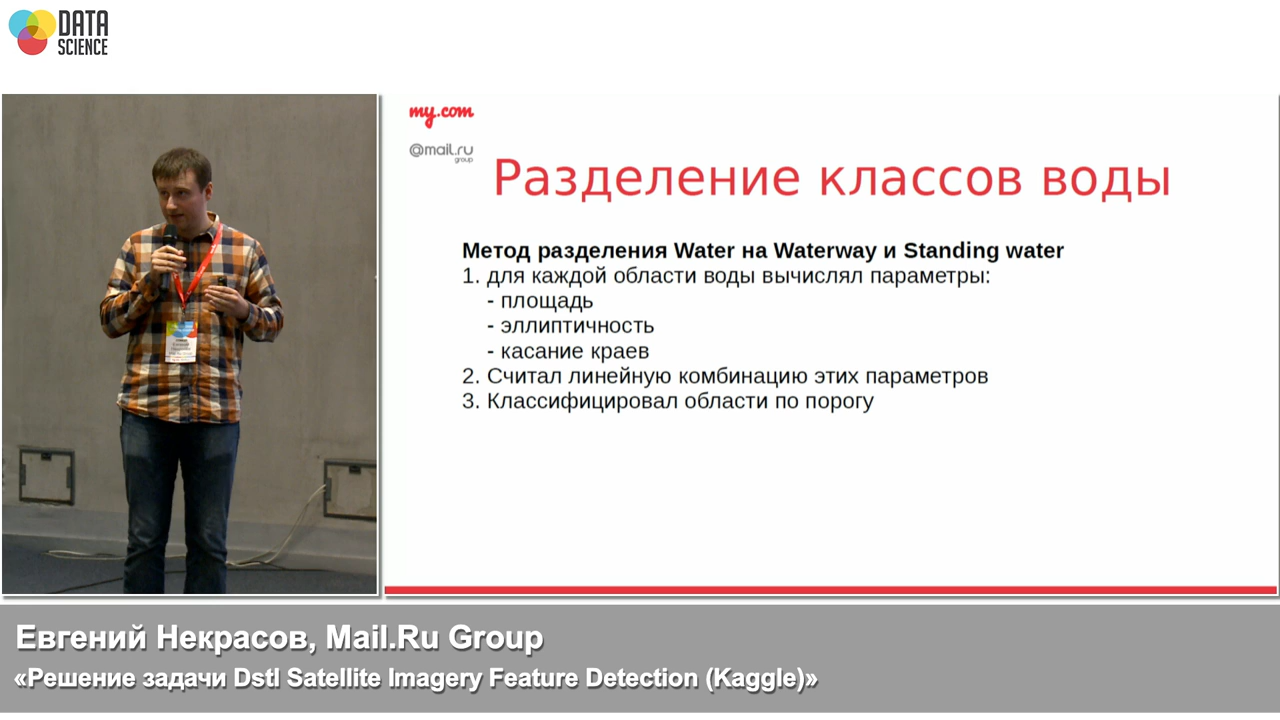 DATA
SCIENCE
my.com
@mail.ru
group
Разделение классов воды
Метод разделения Water на Waterway и Standing water
1. для каждой области воды вычислял параметры:
- площадь
- эллиптичность
- касание краев
2. Считал линейную комбинацию этих параметров
3. Классифицировал области по порогу
Евгений Некрасов, Mail.Ru Group
«Решение задачи Dstl Satellite Imagery Feature Detection (Kaggle)»